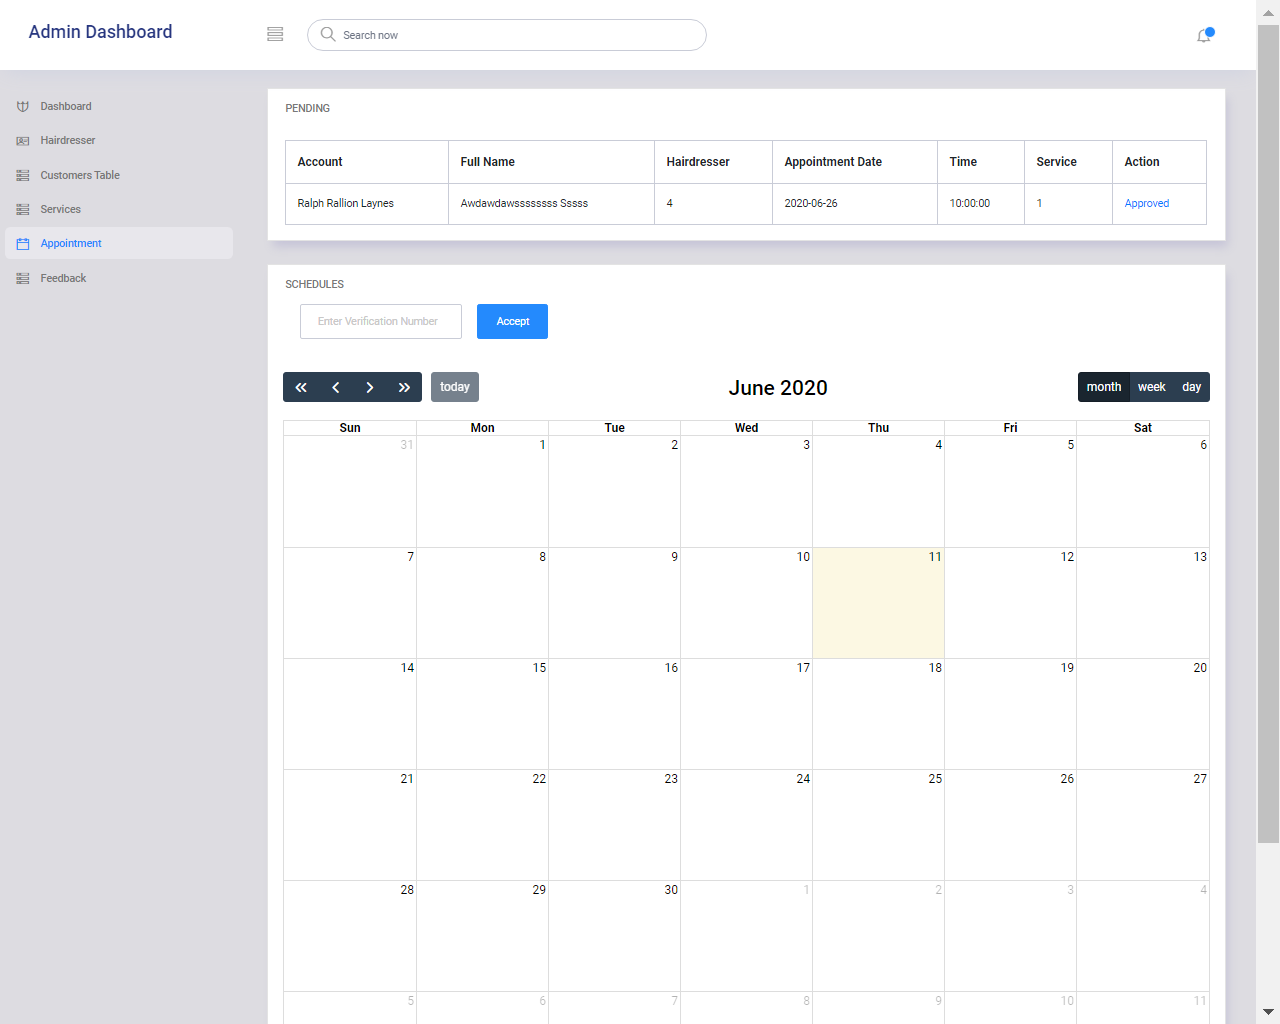 Admin Dashboard
Search now
Dashboard
Hairdresser
Customers Table
Services
Appointment
Feedback
PENDING
Account Full Name Hairdresser Appointment Date Time Service Action
Ralph Rallion Laynes Awdawdawssssssss Sssss 4 2020-06-26 10:00:00 1 Approved
SCHEDULES
Enter Verification Number Accept
today June 2020 month week day
Sun Mon Tue Wed Thu Fri Sat
31 1 2 3 4 5 6
7 8 9 10 11 12 13
14 15 16 17 18 19 20
21 22 23 24 25 26 27
28 29 30 1 2 3 4
5 6 7 8 9 10 11